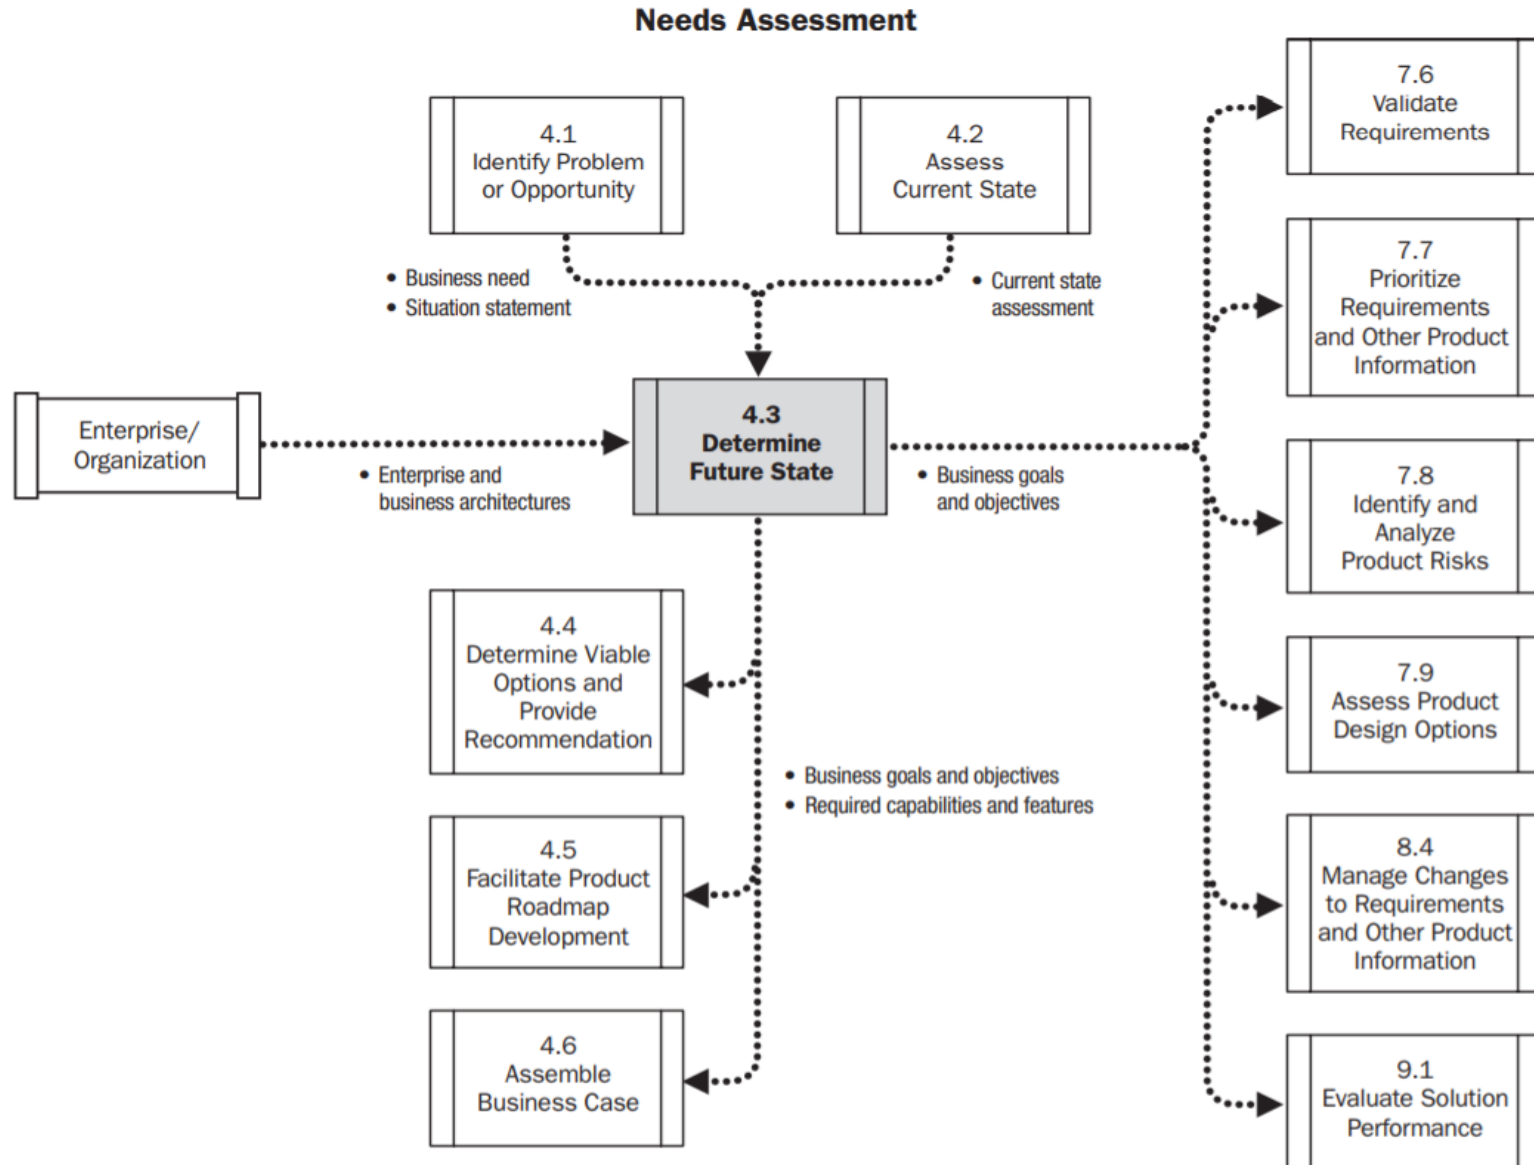 Needs Assessment
4.1
Identify Problem
or Opportunity
4.2
Assess
Current State
• Business need
• Situation statement
• Current state
assessment
Enterprise/
Organization
• Enterprise and
business architectures
4.3
Determine
Future State
• Business goals
and objectives
4.4
Determine Viable
Options and
Provide
Recommendation
• Business goals and objectives
• Required capabilities and features
4.5
Facilitate Product
Roadmap
Development
4.6
Assemble
Business Case
7.6
Validate
Requirements
7.7
Prioritize
Requirements
and Other Product
Information
7.8
Identify and
Analyze
Product Risks
7.9
Assess Product
Design Options
8.4
Manage Changes
to Requirements
and Other Product
Information
9.1
Evaluate Solution
Performance